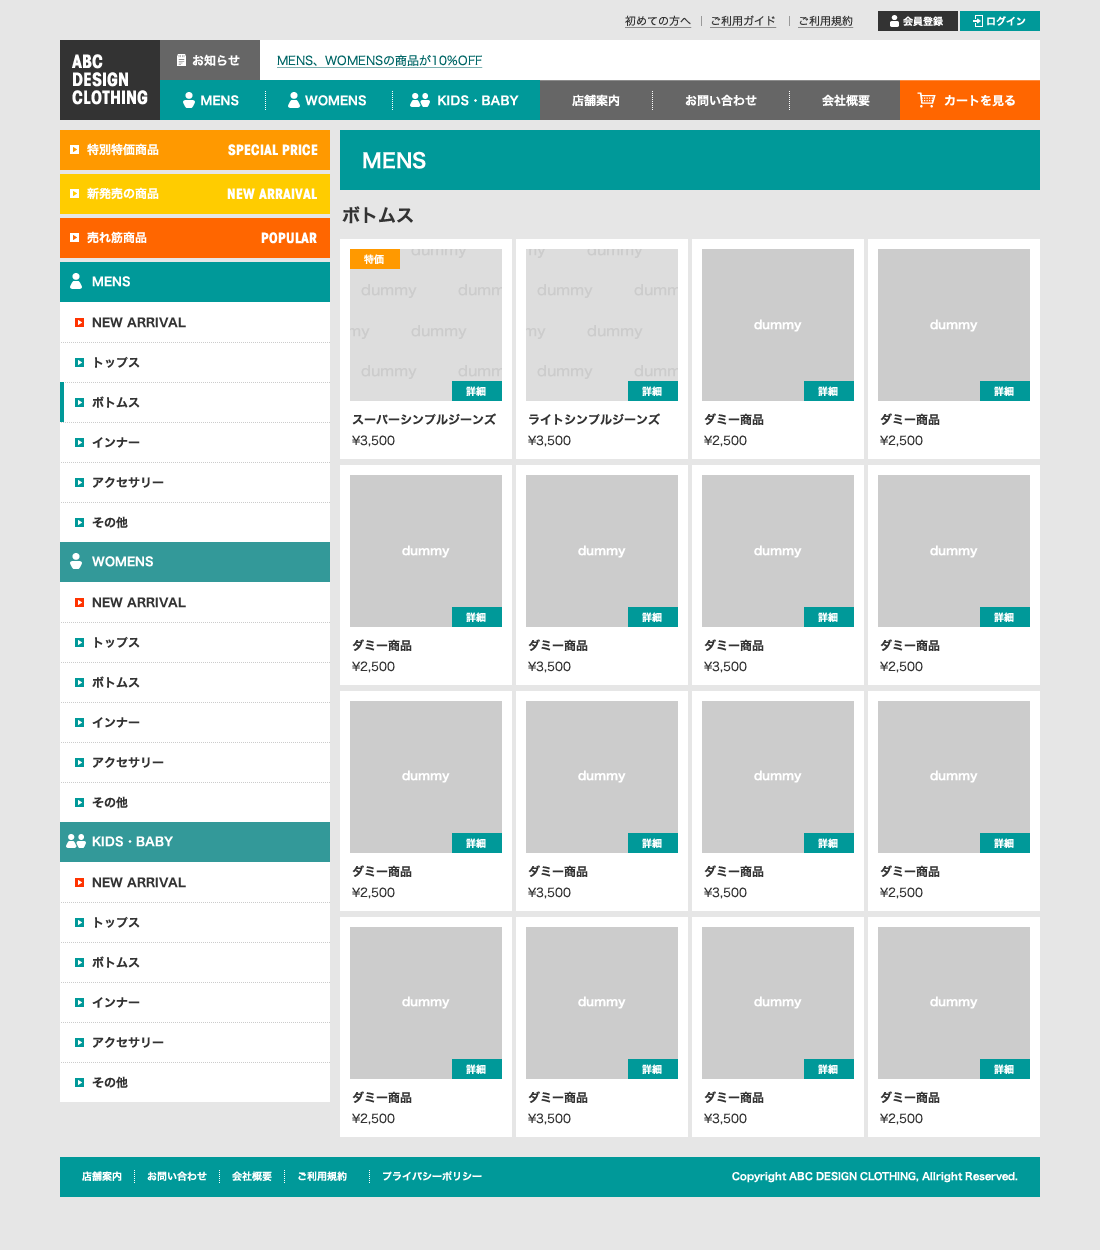 初めての方へ
ご利用ガイド
ご利用規約
会員登録
ログイン
ABC
DESIGN
CLOTHING
お知らせ
MENS、WOMENSの商品が10%OFF
MENS
WOMENS
KIDS・BABY
店舗案内
お問い合わせ
会社概要
カートを見る
特別特価商品 SPECIAL PRICE
新発売の商品 NEW ARRAIVAL
売れ筋商品 POPULAR
MENS
NEW ARRIVAL
トップス
ボトムス
インナー
アクセサリー
その他
WOMENS
NEW ARRIVAL
トップス
ボトムス
インナー
アクセサリー
その他
KIDS・BABY
NEW ARRIVAL
トップス
ボトムス
インナー
アクセサリー
その他
MENS
ボトムス
特価
dummy
dummy dumm
my dummy
dummy dumm
詳細
スーパーシンプルジーンズ
¥3,500
dummy
dummy dumm
my dummy
dummy dumm
詳細
ライトシンプルジーンズ
¥3,500
dummy
詳細
ダミー商品
¥2,500
dummy
詳細
ダミー商品
¥2,500
dummy
詳細
ダミー商品
¥2,500
dummy
詳細
ダミー商品
¥3,500
dummy
詳細
ダミー商品
¥3,500
dummy
詳細
ダミー商品
¥2,500
dummy
詳細
ダミー商品
¥2,500
dummy
詳細
ダミー商品
¥3,500
dummy
詳細
ダミー商品
¥3,500
dummy
詳細
ダミー商品
¥2,500
dummy
詳細
ダミー商品
¥2,500
dummy
詳細
ダミー商品
¥3,500
dummy
詳細
ダミー商品
¥3,500
dummy
詳細
ダミー商品
¥2,500
店舗案内
お問い合わせ
会社概要
ご利用規約
プライバシーポリシー
Copyright ABC DESIGN CLOTHING, Allright Reserved.